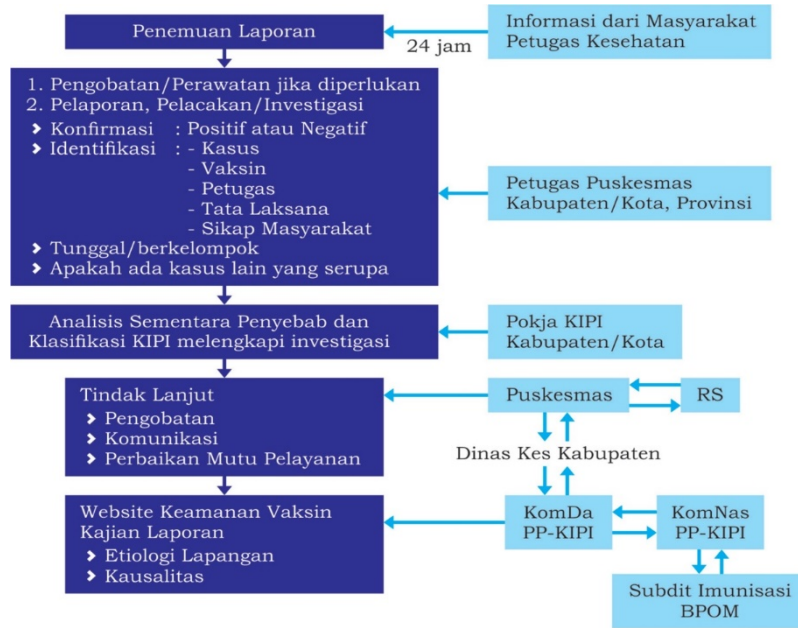 Penemuan Laporan
24 jam
Informasi dari Masyarakat
Petugas Kesehatan
1. Pengobatan/Perawatan jika diperlukan
2. Pelaporan, Pelacakan/Investigasi
Konfirmasi : Positif atau Negatif
Identifikasi : - Kasus
- Vaksin
- Petugas
- Tata Laksana
- Sikap Masyarakat
Tunggal/berkelompok
Apakah ada kasus lain yang serupa
Petugas Puskesmas
Kabupaten/Kota, Provinsi
Analisis Sementara Penyebab dan
Klasifikasi KIPI melengkapi investigasi
Pokja KIPI
Kabupaten/Kota
Tindak Lanjut
Pengobatan
Komunikasi
Perbaikan Mutu Pelayanan
Puskesmas
RS
Dinas Kes Kabupaten
Website Keamanan Vaksin
Kajian Laporan
Etiologi Lapangan
Kausalitas
KomDa
PP-KIPI
KomNas
PP-KIPI
Subdit Imunisasi
BPOM